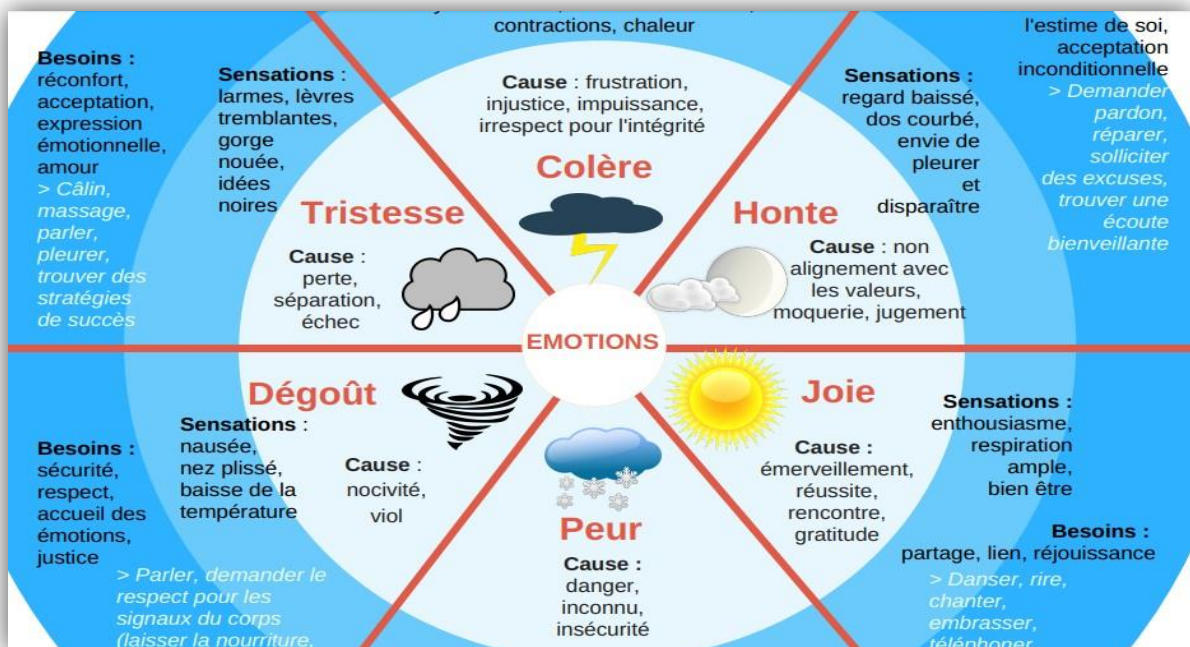 contractions, chaleur
Cause : frustration,
injustice, impuissance,
irrespect pour l'intégrité
Colère
Besoins :
réconfort,
acceptation,
expression
émotionnelle,
amour
> Câlin,
massage,
parler,
pleurer,
trouver des
stratégies
de succès
Sensations :
larmes, lèvres
tremblantes,
gorge
nouée,
idées
noires
Tristesse
Cause :
perte,
séparation,
échec
Honte
Cause : non
alignement avec
les valeurs,
moquerie, jugement
Sensations :
regard baissé,
dos courbé,
envie de
pleurer
et
disparaître
l'estime de soi,
acceptation
inconditionnelle
> Demander
pardon,
réparer,
solliciter
des excuses,
trouver une
écoute
bienveillante
EMOTIONS
Dégoût
Sensations :
nausée,
nez plissé,
baisse de la
température
Cause :
nocivité,
viol
Besoins :
sécurité,
respect,
accueil des
émotions,
justice
> Parler, demander le
respect pour les
signaux du corps
(laisser la nourriture,
Peur
Cause :
danger,
inconnu,
insécurité
Joie
Cause :
émerveillement,
réussite,
rencontre,
gratitude
Sensations :
enthousiasme,
respiration
ample,
bien être
Besoins :
partage, lien, réjouissance
> Danser, rire,
chanter,
embrasser,
téléphoner